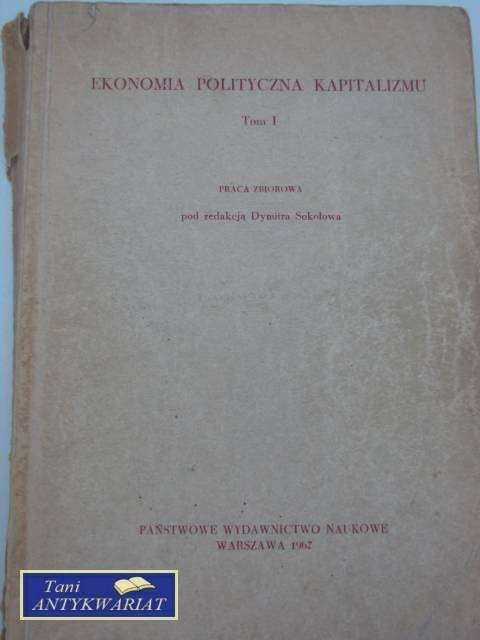 EKONOMIA POLITYCZNA KAPITALIZMU
Tom I
PRACA ZBIOROWA
pod redakcją Dymitra Sokołowa
PAŃSTWOWE WYDAWNICTWO NAUKOWE
WARSZAWA 1962
Tani
ANTYKWARIAT